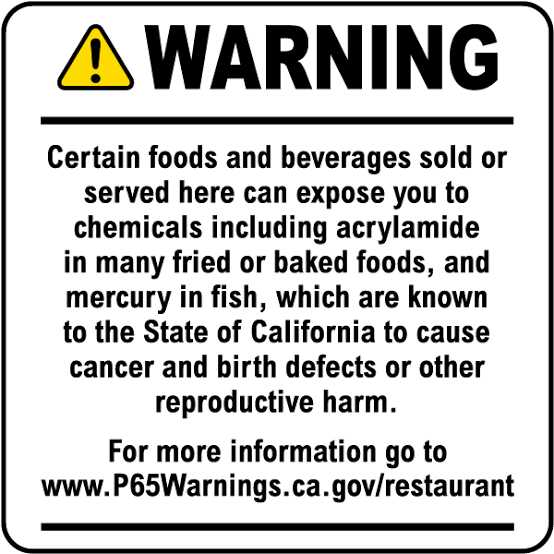 WARNING
Certain foods and beverages sold or
served here can expose you to
chemicals including acrylamide
in many fried or baked foods, and
mercury in fish, which are known
to the State of California to cause
cancer and birth defects or other
reproductive harm.
For more information go to
www.P65Warnings.ca.gov/restaurant